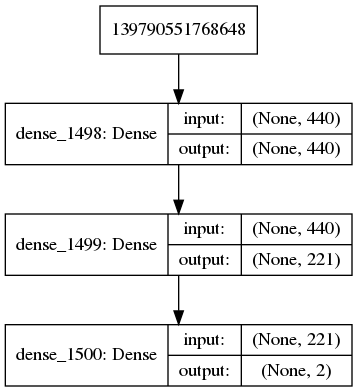 139790551768648
dense_1498: Dense
input: (None, 440)
output: (None, 440)
dense_1499: Dense
input: (None, 440)
output: (None, 221)
dense_1500: Dense
input: (None, 221)
output: (None, 2)